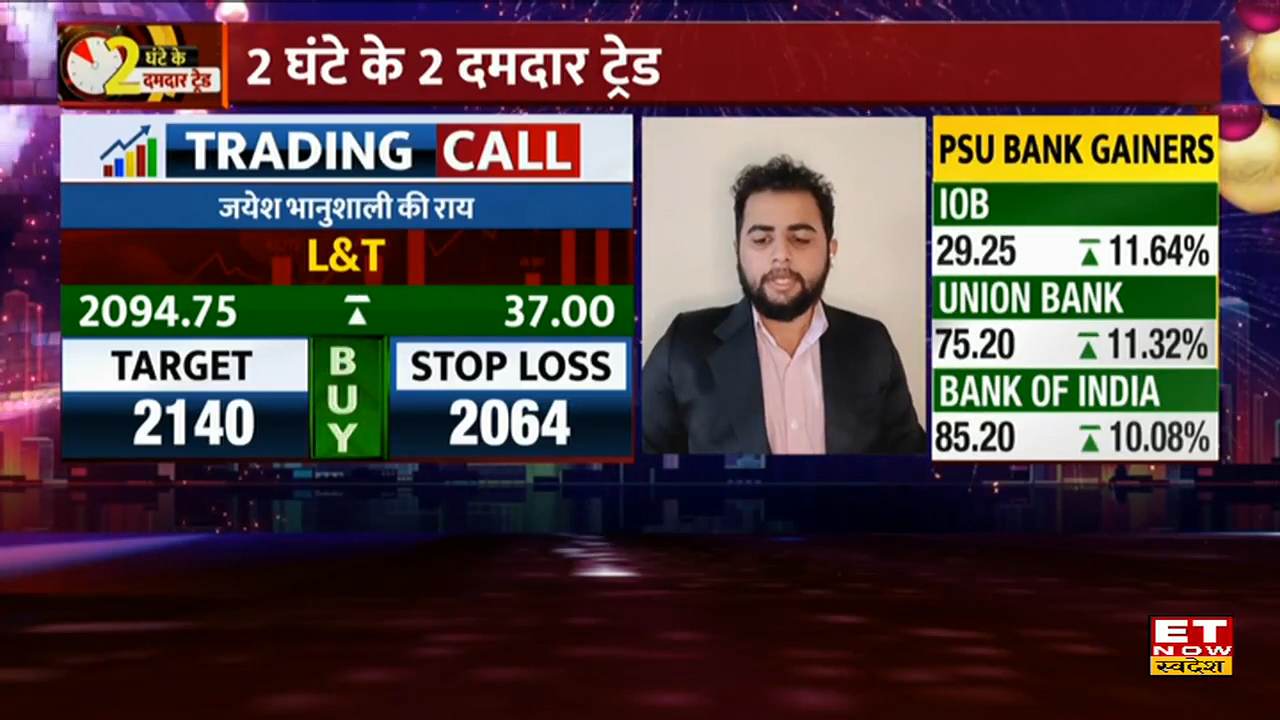 2 घंटे के
दमदार ट्रेड
2 घंटे के 2 दमदार ट्रेड
TRADING CALL
जयेश भानुशाली की राय
L&T
2094.75 37.00
TARGET
2140
BUY
STOP LOSS
2064
PSU BANK GAINERS
IOB
29.25 11.64%
UNION BANK
75.20 11.32%
BANK OF INDIA
85.20 10.08%
ET
NOW
स्वदेश